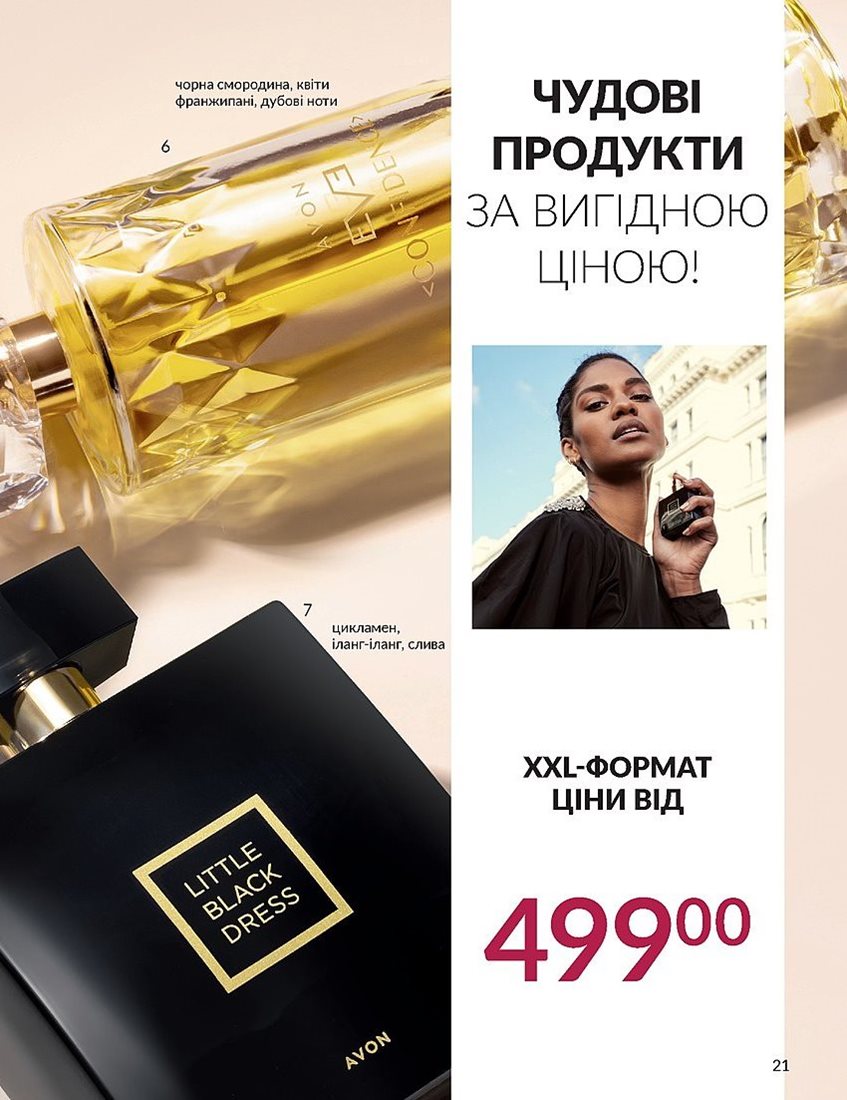 чорна смородина, квіти
франжипані, дубові ноти
6
AVON
EVE
<CONFIDENCE>
7
цикламен,
іланг-іланг, слива
LITTLE
BLACK
DRESS
AVON
ЧУДОВІ
ПРОДУКТИ
ЗА ВИГІДНОЮ
ЦІНОЮ!
XXL-ФОРМАТ
ЦІНИ ВІД
49900
21